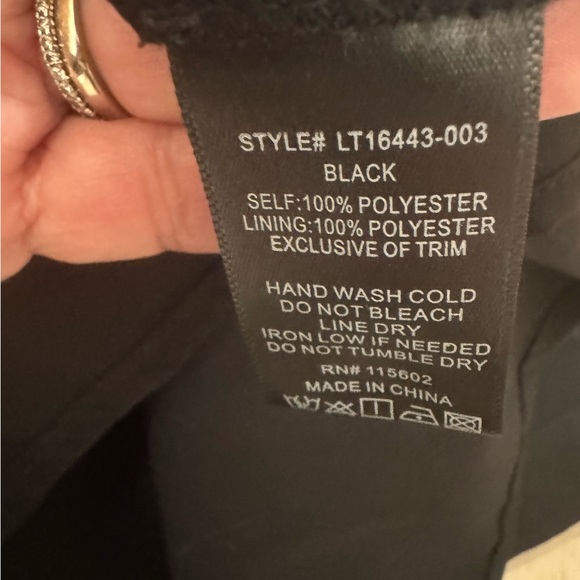 STYLE# LT16443-003
BLACK
SELF:100% POLYESTER
LINING:100% POLYESTER
EXCLUSIVE OF TRIM
HAND WASH COLD
DO NOT BLEACH
LINE DRY
IRON LOW IF NEEDED
DO NOT TUMBLE DRY
RN# 115602
MADE IN CHINA